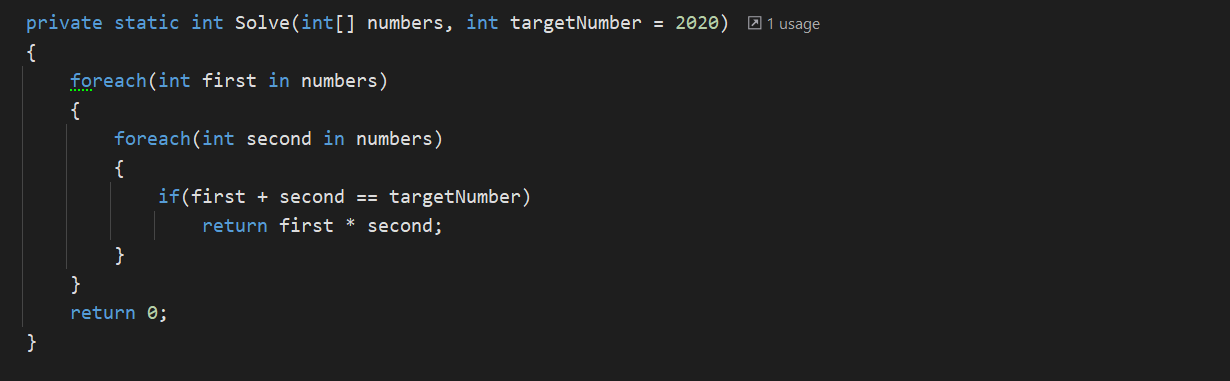 private static int Solve(int[] numbers, int targetNumber = 2020) 1 usage
{
    foreach(int first in numbers)
    {
        foreach(int second in numbers)
        {
            if(first + second == targetNumber)
                return first * second;
        }
    }
    return 0;
}